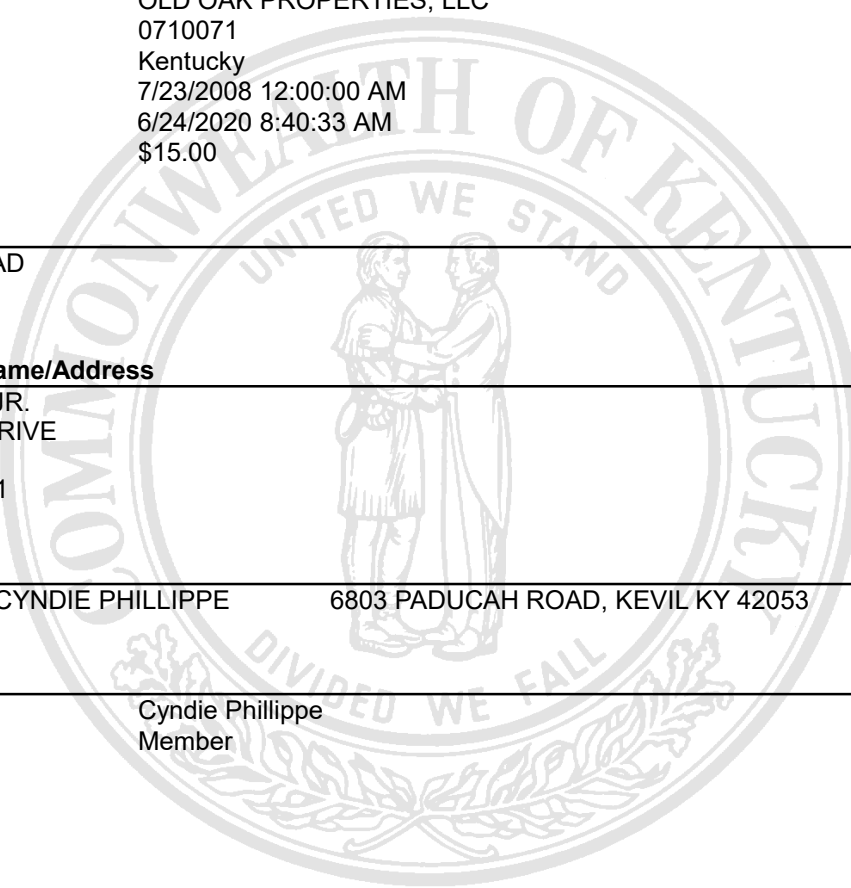 OLD OAK PROPERTIES, LLC
0710071
Kentucky
7/23/2008 12:00:00 AM
6/24/2020 8:40:33 AM
$15.00
AD
ame/Address
JR.
RIVE
1
CYNDIE PHILLIPPE 6803 PADUCAH ROAD, KEVIL KY 42053
Cyndie Phillippe
Member
COMMONWEALTH OF KENTUCKY
UNITED WE STAND
DIVIDED WE FALL